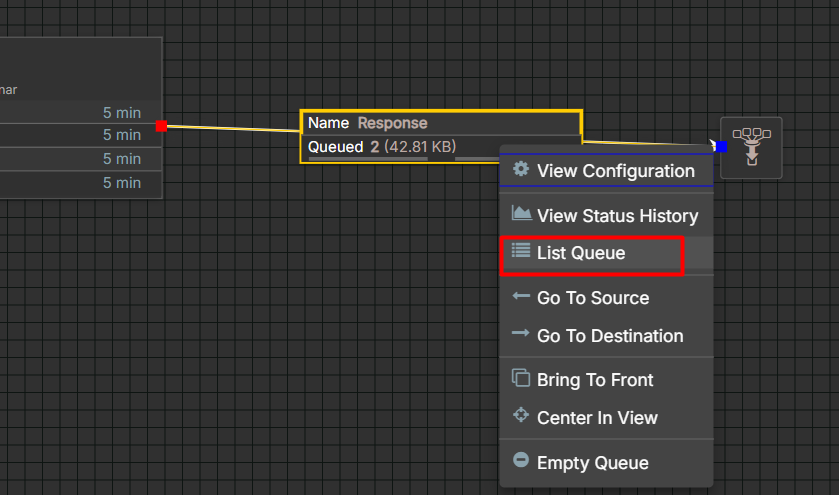 nar
5 min
5 min
5 min
5 min
Name Response
Queued 2 (42.81 KB)
View Configuration
View Status History
List Queue
Go To Source
Go To Destination
Bring To Front
Center In View
Empty Queue